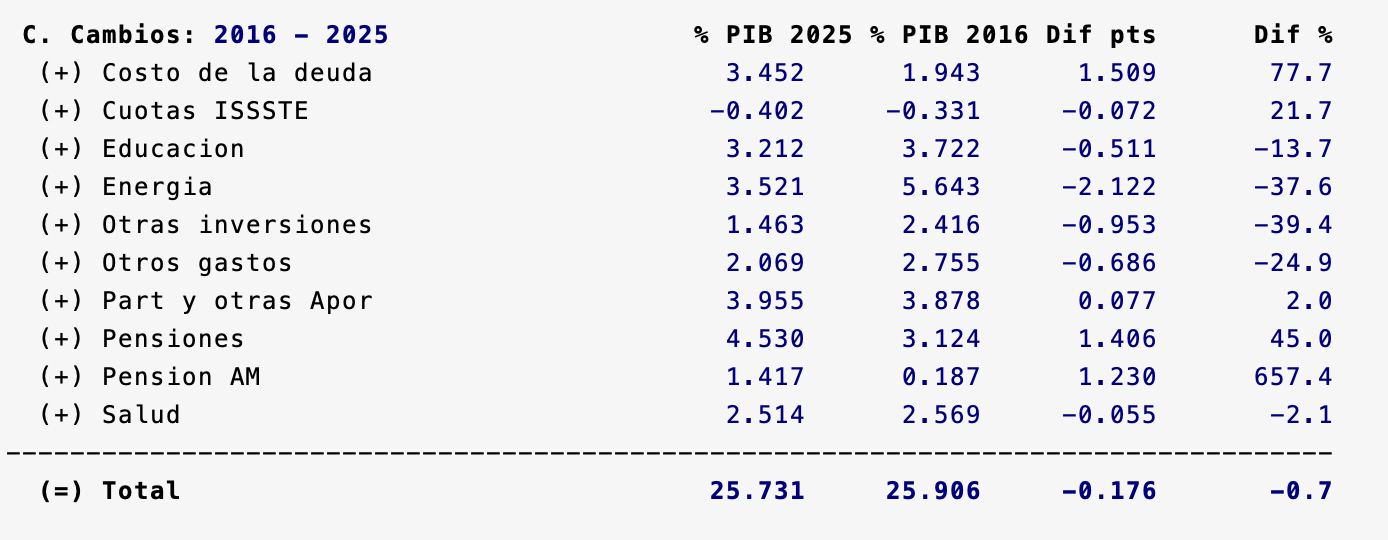 C. Cambios: 2016 - 2025 % PIB 2025 % PIB 2016 Dif pts Dif %
(+) Costo de la deuda 3.452 1.943 1.509 77.7
(+) Cuotas ISSSTE -0.402 -0.331 -0.072 21.7
(+) Educacion 3.212 3.722 -0.511 -13.7
(+) Energia 3.521 5.643 -2.122 -37.6
(+) Otras inversiones 1.463 2.416 -0.953 -39.4
(+) Otros gastos 2.069 2.755 -0.686 -24.9
(+) Part y otras Apor 3.955 3.878 0.077 2.0
(+) Pensiones 4.530 3.124 1.406 45.0
(+) Pension AM 1.417 0.187 1.230 657.4
(+) Salud 2.514 2.569 -0.055 -2.1
-----------------------------------------------------------------------------------
(=) Total 25.731 25.906 -0.176 -0.7